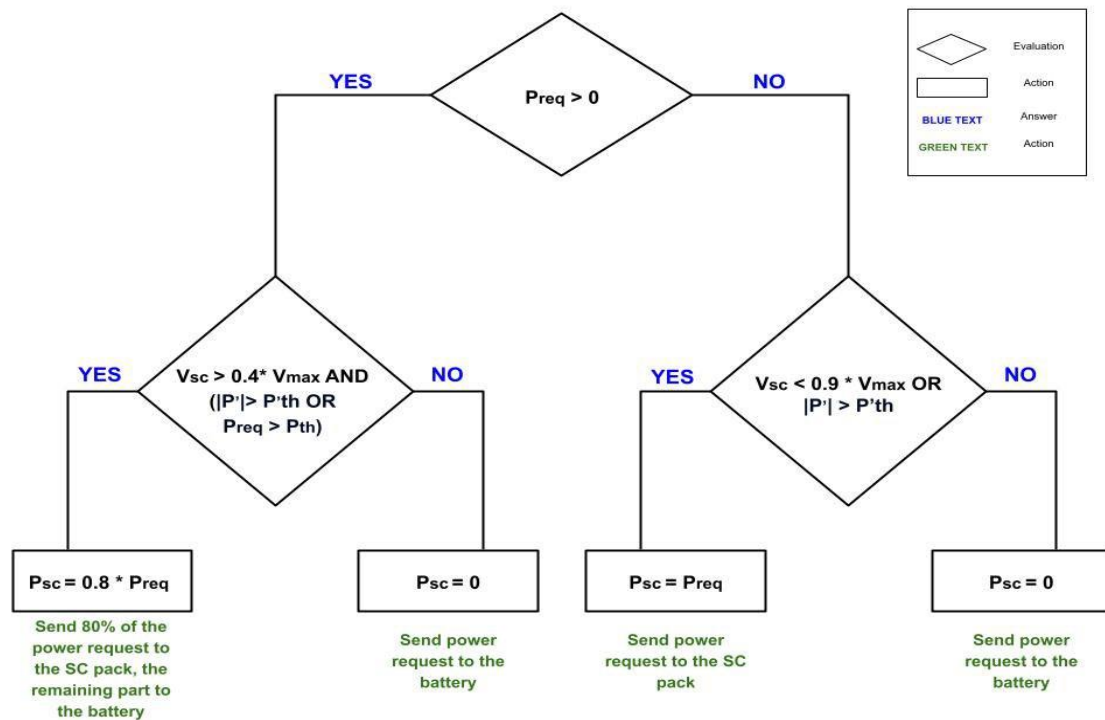 Evaluation
Action
BLUE TEXT Answer
GREEN TEXT Action
YES
Preq > 0
NO
YES
Vsc > 0.4* Vmax AND
(|P'|> P'th OR
Preq > Pth)
NO
YES
Vsc < 0.9 * Vmax OR
|P'| > P'th
NO
Psc = 0.8 * Preq
Send 80% of the
power request to
the SC pack, the
remaining part to
the battery
Psc = 0
Send power
request to the
battery
Psc = Preq
Send power
request to the SC
pack
Psc = 0
Send power
request to the
battery